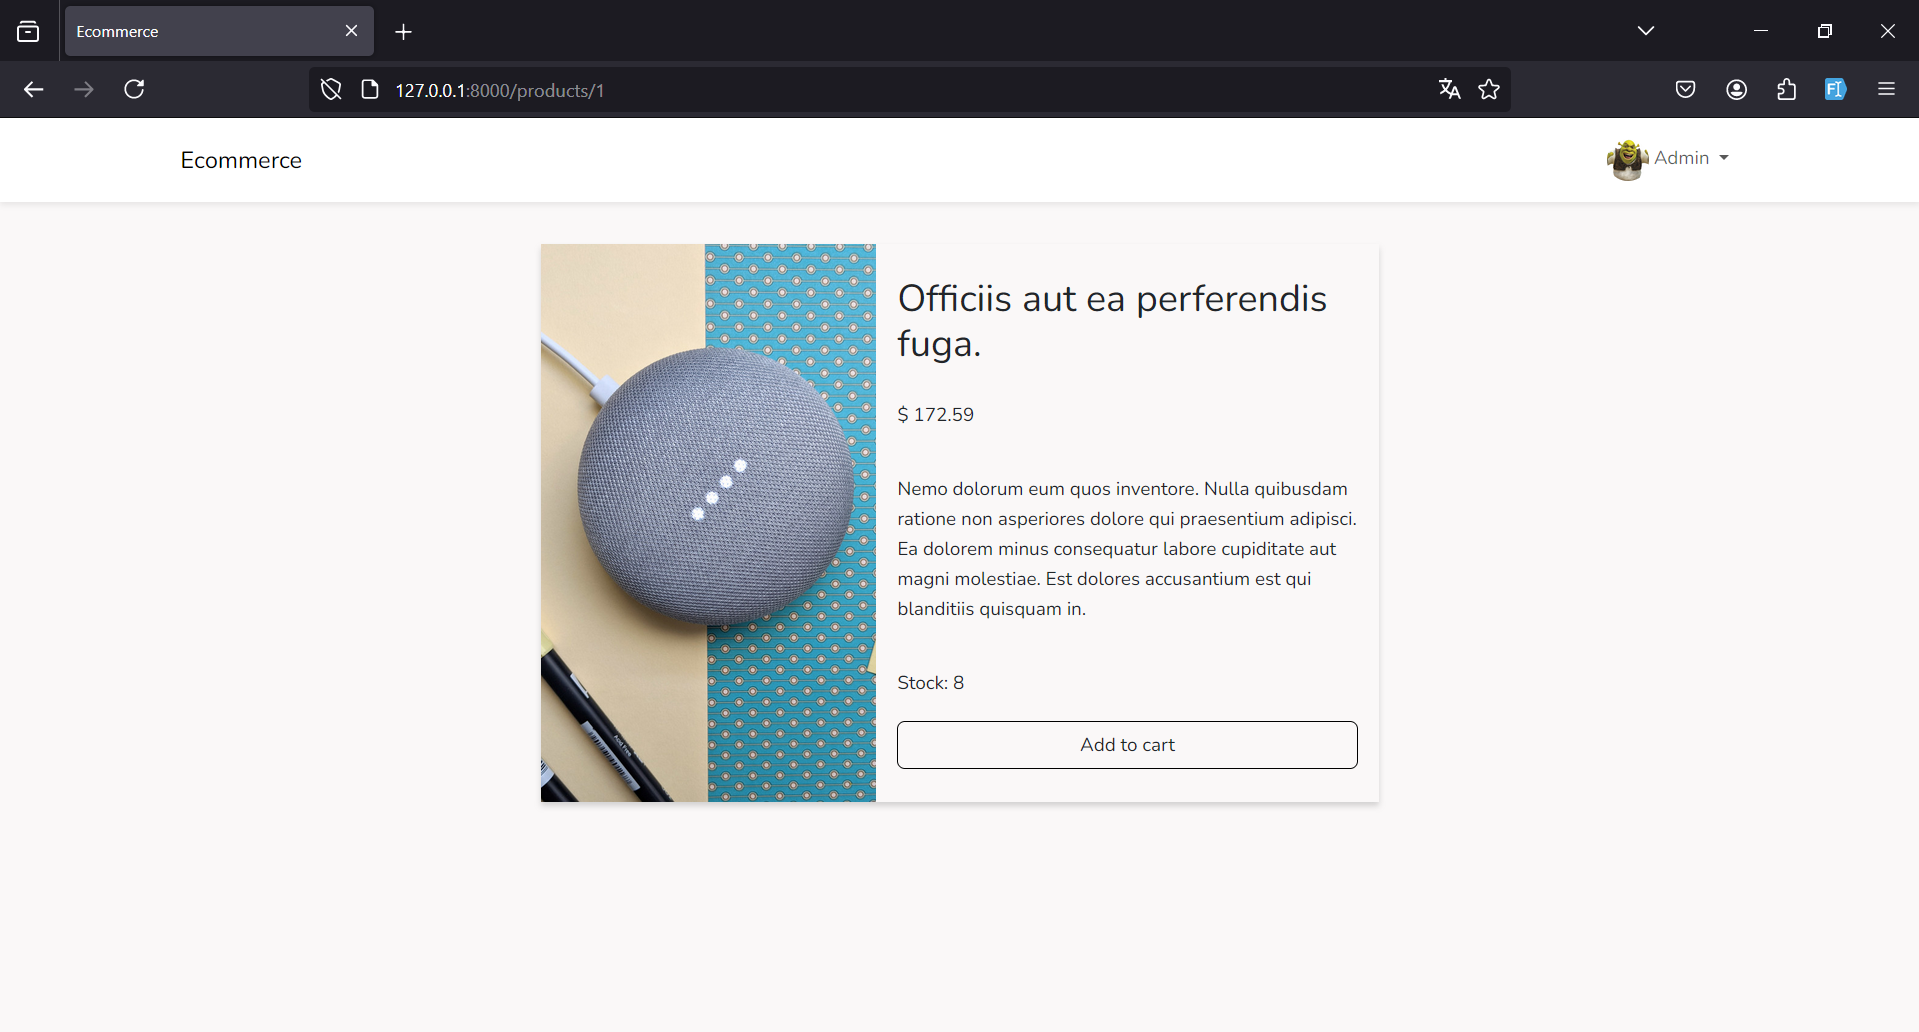 Ecommerce
127.0.0.1:8000/products/1
Ecommerce
Admin
Officiis aut ea perferendis
fuga.
$ 172.59
Nemo dolorum eum quos inventore. Nulla quibusdam
ratione non asperiores dolore qui praesentium adipisci.
Ea dolorem minus consequatur labore cupiditate aut
magni molestiae. Est dolores accusantium est qui
blanditiis quisquam in.
Stock: 8
Add to cart